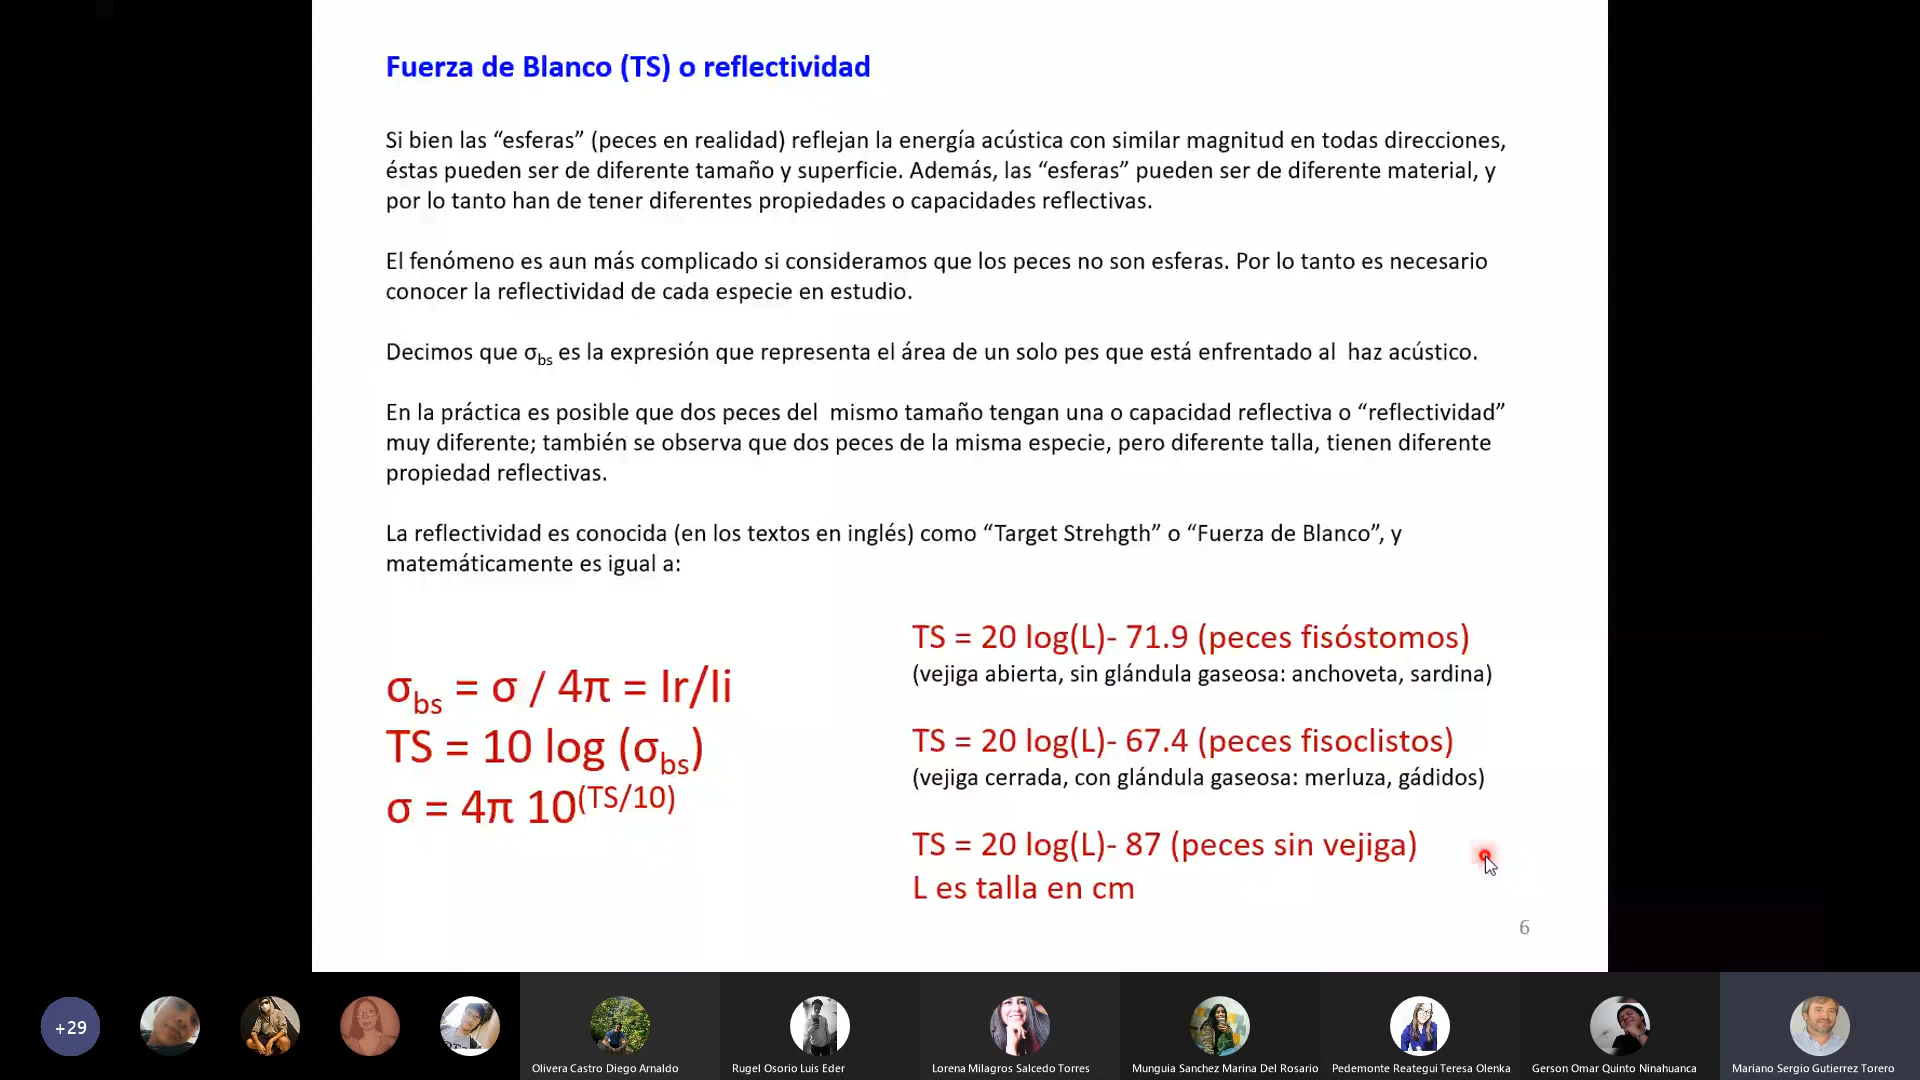 Fuerza de Blanco (TS) o reflectividad
Si bien las “esferas” (peces en realidad) reflejan la energía acústica con similar magnitud en todas direcciones,
éstas pueden ser de diferente tamaño y superficie. Además, las “esferas” pueden ser de diferente material, y
por lo tanto han de tener diferentes propiedades o capacidades reflectivas.
El fenómeno es aun más complicado si consideramos que los peces no son esferas. Por lo tanto es necesario
conocer la reflectividad de cada especie en estudio.
Decimos que σbs es la expresión que representa el área de un solo pes que está enfrentado al haz acústico.
En la práctica es posible que dos peces del mismo tamaño tengan una o capacidad reflectiva o “reflectividad”
muy diferente; también se observa que dos peces de la misma especie, pero diferente talla, tienen diferente
propiedad reflectivas.
La reflectividad es conocida (en los textos en inglés) como “Target Strehgth” o “Fuerza de Blanco”, y
matemáticamente es igual a:
σbs = σ / 4π = Ir/Ii
TS = 10 log (σbs)
σ = 4π 10(TS/10)
TS = 20 log(L)- 71.9 (peces fisóstomos)
(vejiga abierta, sin glándula gaseosa: anchoveta, sardina)
TS = 20 log(L)- 67.4 (peces fisoclistos)
(vejiga cerrada, con glándula gaseosa: merluza, gádidos)
TS = 20 log(L)- 87 (peces sin vejiga)
L es talla en cm
6
+29
Olivera Castro Diego Arnaldo
Rugel Osorio Luis Eder
Lorena Milagros Salcedo Torres
Munguia Sanchez Marina Del Rosario
Pedemonte Reategui Teresa Olenka
Gerson Omar Quinto Ninahuanca
Mariano Sergio Gutierrez Torero